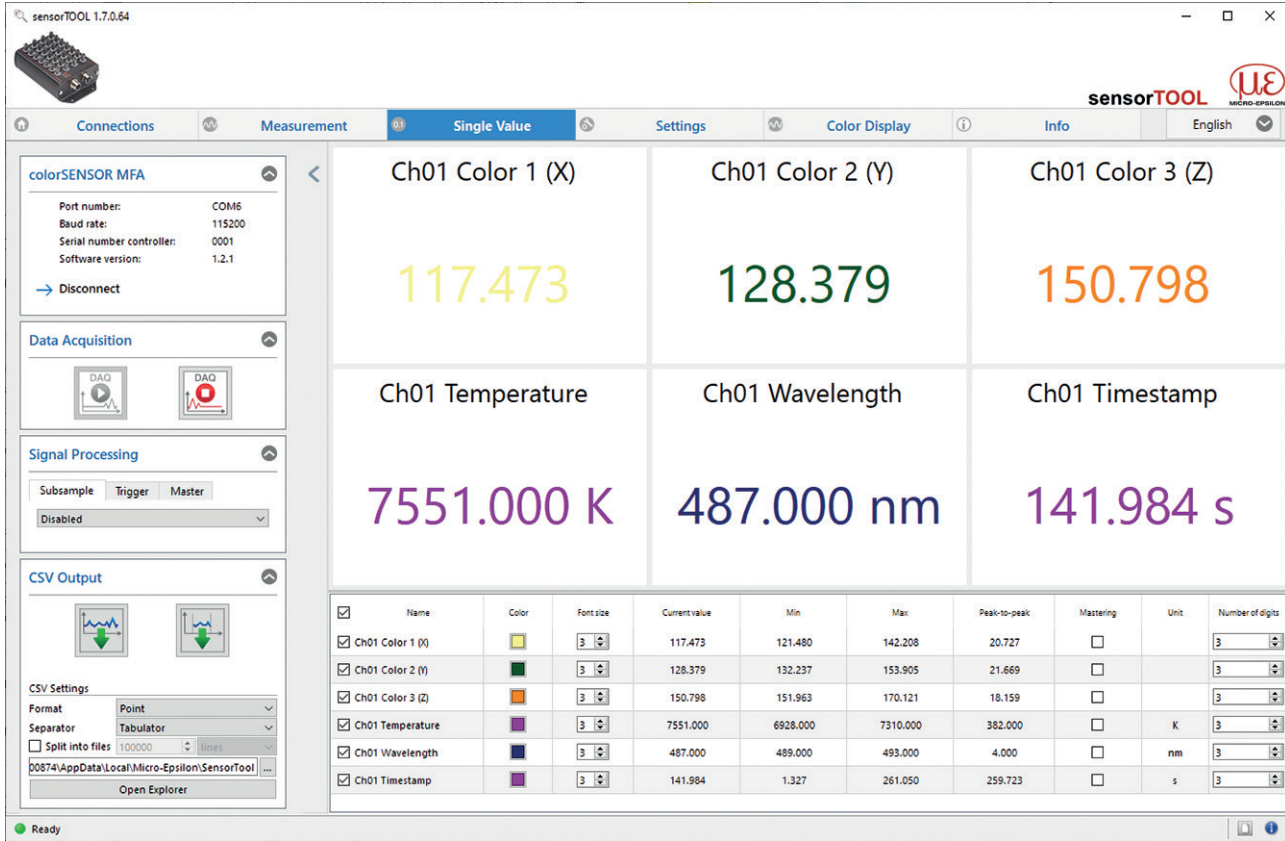 sensorTOOL 1.7.0.64
sensorTOOL
με
MICRO-EPSILON
Connections Measurement 0.1 Single Value Settings Color Display Info English
colorSENSOR MFA
Port number: COM6
Baud rate: 115200
Serial number controller: 0001
Software version: 1.2.1
Disconnect
Data Acquisition
DAQ DAQ
Signal Processing
Subsample Trigger Master
Disabled
CSV Output
CSV Settings
Format Point
Separator Tabulator
Split into files 100000 lines
00874\AppData\Local\Micro-Epsilon\SensorTool ...
Open Explorer
Ch01 Color 1 (X) Ch01 Color 2 (Y) Ch01 Color 3 (Z)
117.473 128.379 150.798
Ch01 Temperature Ch01 Wavelength Ch01 Timestamp
7551.000 K 487.000 nm 141.984 s
Name Color Font size Current value Min Max Peak-to-peak Mastering Unit Number of digits
Ch01 Color 1 (X) 3 117.473 121.480 142.208 20.727 3
Ch01 Color 2 (Y) 3 128.379 132.237 153.905 21.669 3
Ch01 Color 3 (Z) 3 150.798 151.963 170.121 18.159 3
Ch01 Temperature 3 7551.000 6928.000 7310.000 382.000 K 3
Ch01 Wavelength 3 487.000 489.000 493.000 4.000 nm 3
Ch01 Timestamp 3 141.984 1.327 261.050 259.723 s 3
Ready